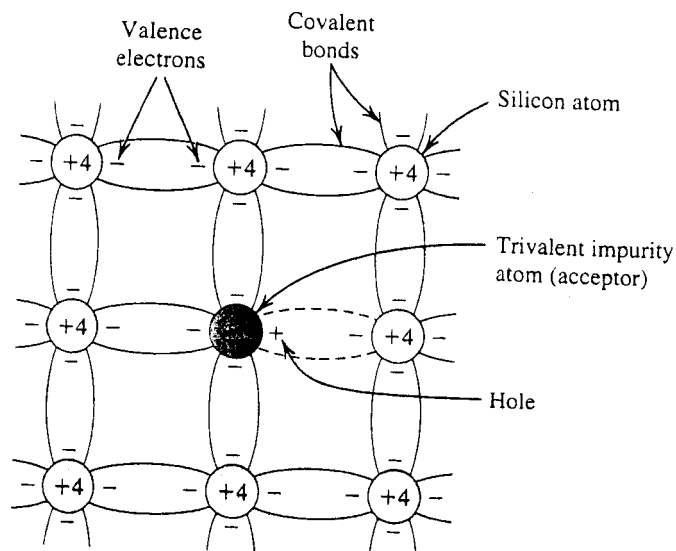 Valence
electrons
Covalent
bonds
Silicon atom
+4
+4
+4
Trivalent impurity
atom (acceptor)
+4
+
+4
Hole
+4
+4
+4